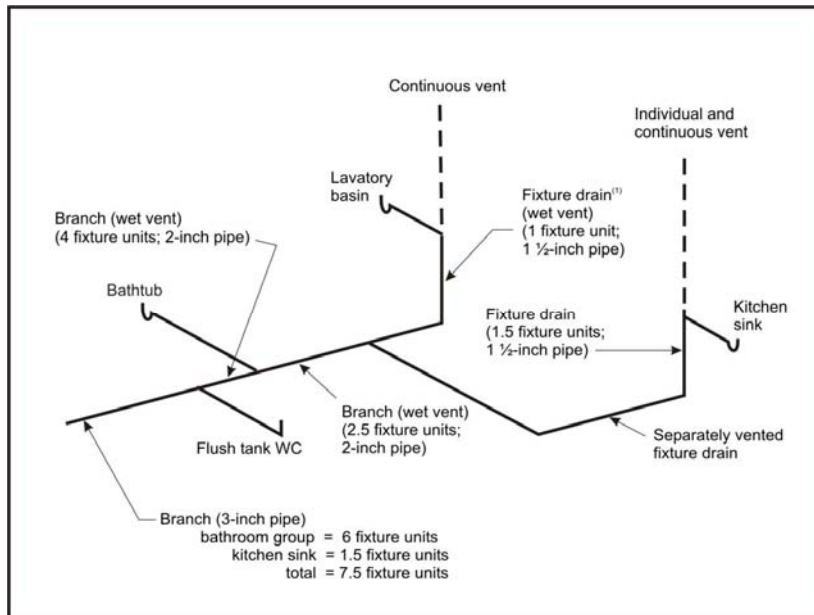 Continuous vent
Individual and
continuous vent
Lavatory
basin
Fixture drain(1)
(wet vent)
(1 fixture unit;
1 ½-inch pipe)
Branch (wet vent)
(4 fixture units; 2-inch pipe)
Bathtub
Fixture drain
(1.5 fixture units;
1 ½-inch pipe)
Kitchen
sink
Branch (wet vent)
(2.5 fixture units;
2-inch pipe)
Flush tank WC
Separately vented
fixture drain
Branch (3-inch pipe)
bathroom group = 6 fixture units
kitchen sink = 1.5 fixture units
total = 7.5 fixture units